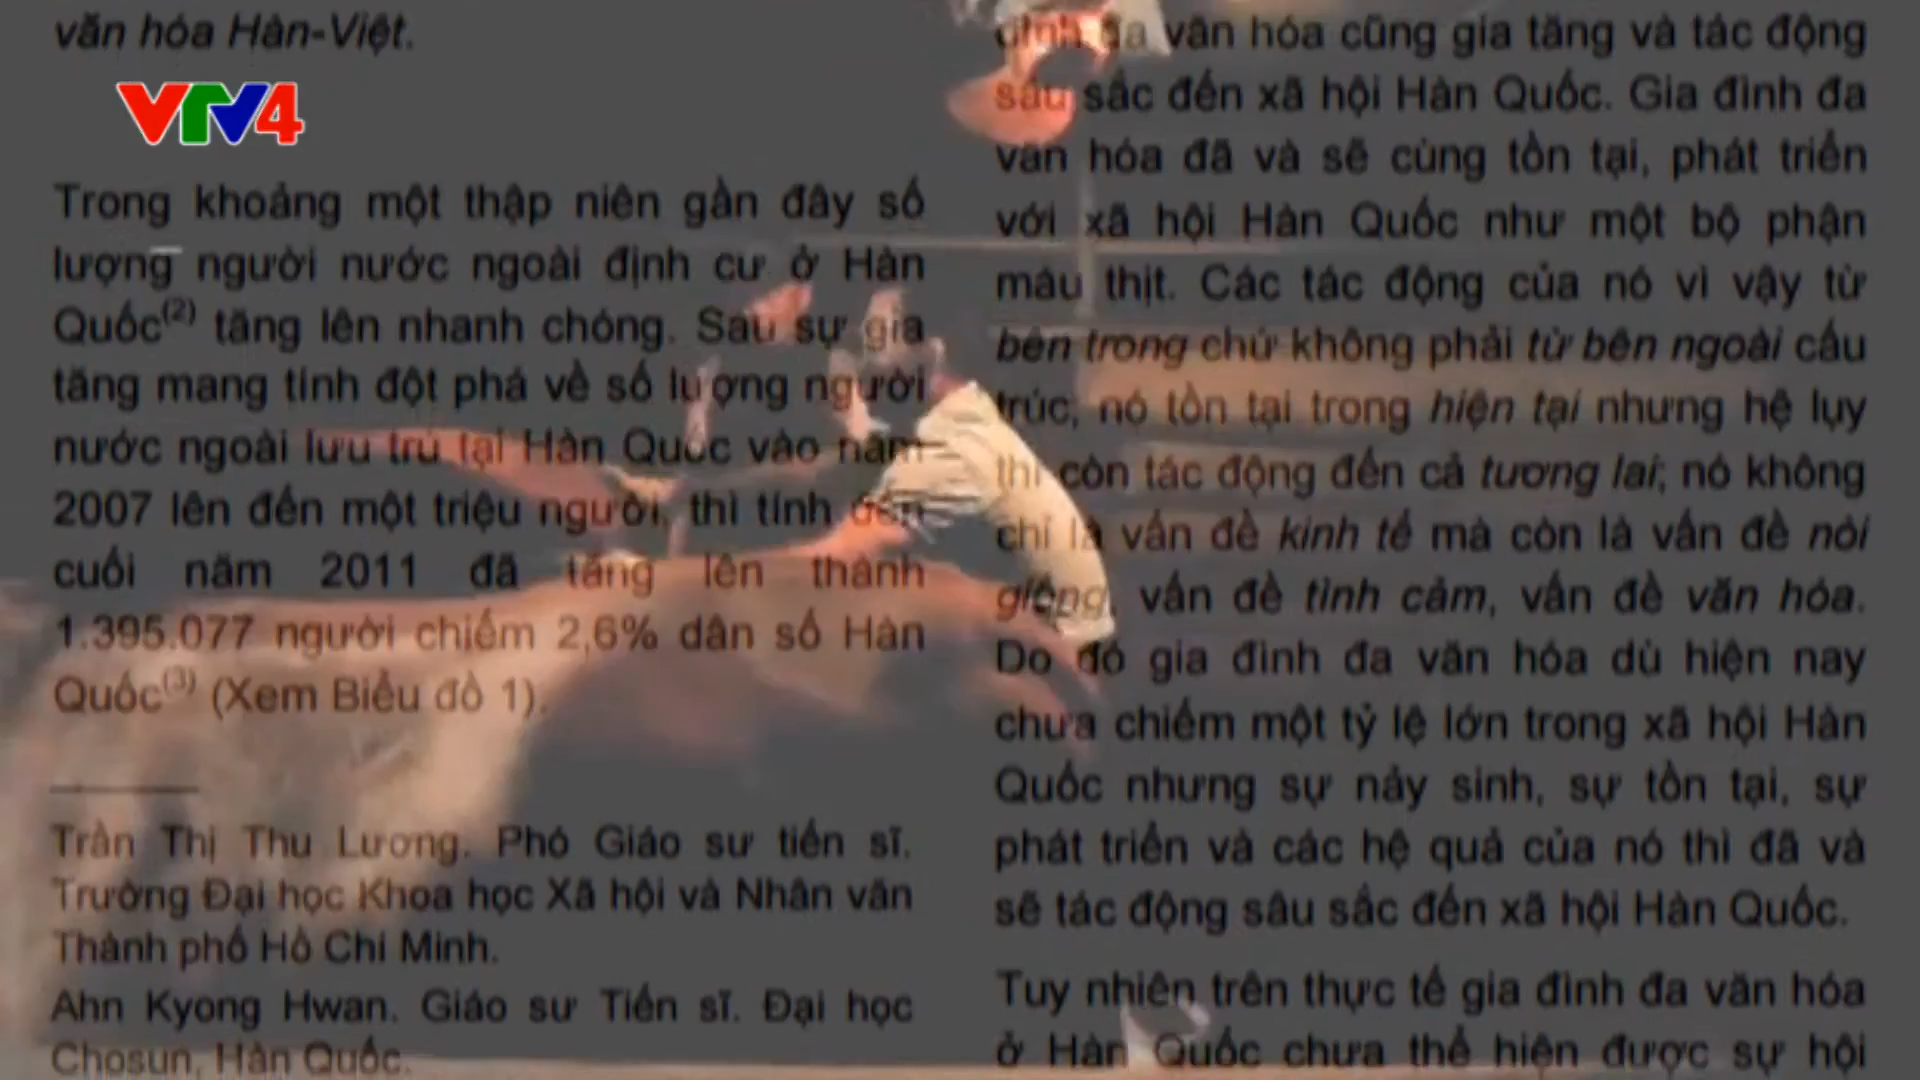 văn hóa Hàn-Việt.
VTV4
Trong khoảng một thập niên gần đây số
lượng người nước ngoài định cư ở Hàn
Quốc(2) tăng lên nhanh chóng. Sau sự gia
tăng mang tính đột phá về số lượng người
nước ngoài lưu trú tại Hàn Quốc vào năm
2007 lên đến một triệu người, thì tính đến
cuối năm 2011 đã tăng lên thành
1.395.077 người chiếm 2,6% dân số Hàn
Quốc(3) (Xem Biểu đồ 1).
Trần Thị Thu Lương. Phó Giáo sư tiến sĩ.
Trường Đại học Khoa học Xã hội và Nhân văn
Thành phố Hồ Chí Minh.
Ahn Kyong Hwan. Giáo sư Tiến sĩ. Đại học
Chosun, Hàn Quốc.
đình đa văn hóa cũng gia tăng và tác động
sâu sắc đến xã hội Hàn Quốc. Gia đình đa
văn hóa đã và sẽ cùng tồn tại, phát triển
với xã hội Hàn Quốc như một bộ phận
máu thịt. Các tác động của nó vì vậy từ
bên trong chứ không phải từ bên ngoài cấu
trúc; nó tồn tại trong hiện tại nhưng hệ lụy
thì còn tác động đến cả tương lai; nó không
chỉ là vấn đề kinh tế mà còn là vấn đề nòi
giống, vấn đề tình cảm, vấn đề văn hóa.
Do đó gia đình đa văn hóa dù hiện nay
chưa chiếm một tỷ lệ lớn trong xã hội Hàn
Quốc nhưng sự nảy sinh, sự tồn tại, sự
phát triển và các hệ quả của nó thì đã và
sẽ tác động sâu sắc đến xã hội Hàn Quốc.
Tuy nhiên trên thực tế gia đình đa văn hóa
ở Hàn Quốc chưa thể hiện được sự hội